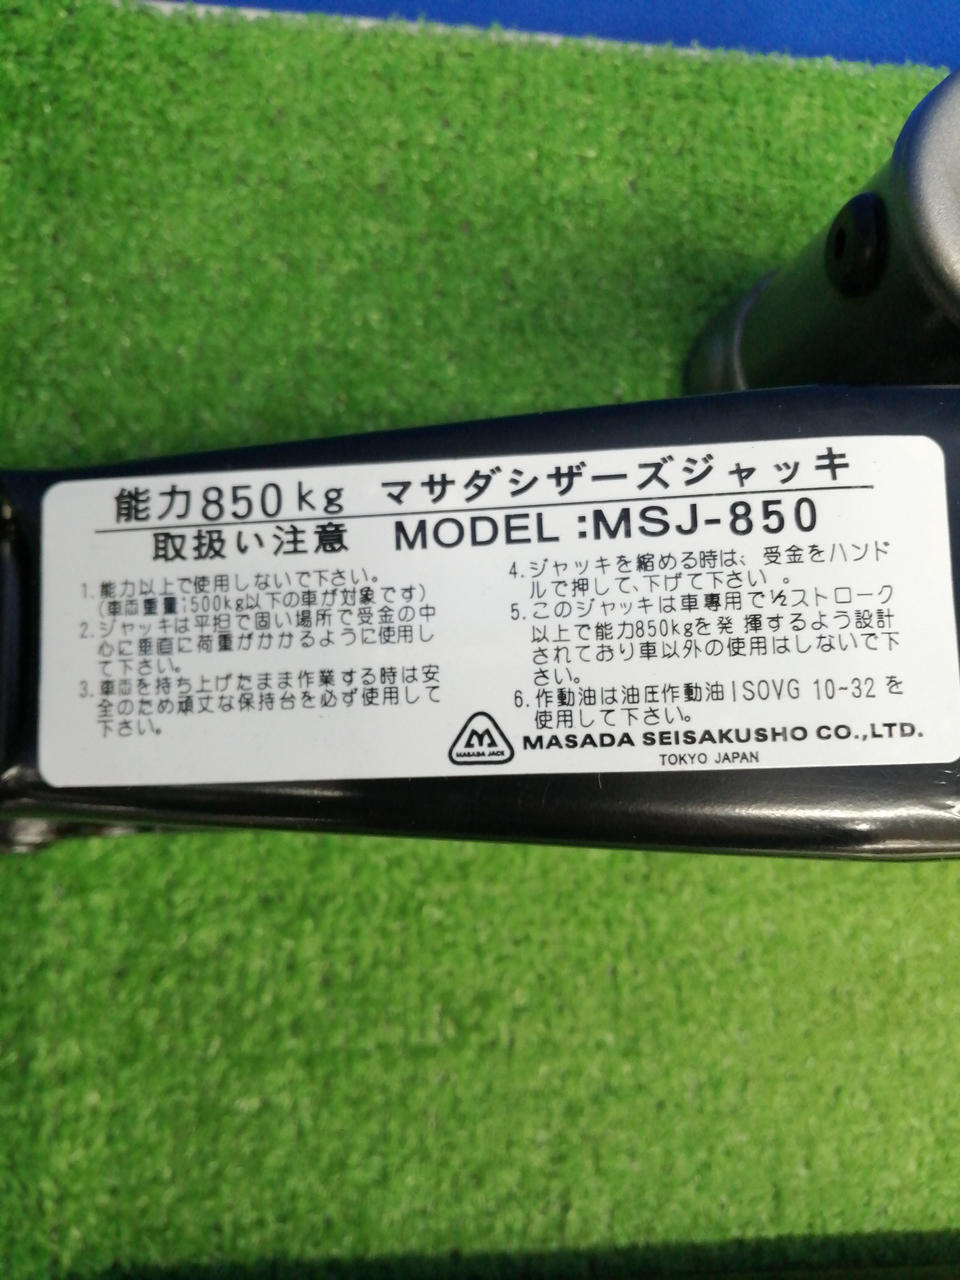 能力850kg マサダシザーズジャッキ
取扱い注意 MODEL:MSJ-850
1. 能力以上で使用しないで下さい。
(車両重量:500kg以下の車が対象です)
2. ジャッキは平担で固い場所で受金の中
心に垂直に荷重がかかるように使用し
て下さい。
3. 車両を持ち上げたまま作業する時は安
全のため頑丈な保持台を必ず使用して
下さい。
4. ジャッキを縮める時は、受金をハンド
ルで押して、下げて下さい。
5. このジャッキは車専用で½ストローク
以上で能力850kgを発揮するよう設計
されており車以外の使用はしないで下
さい。
6. 作動油は油圧作動油ISOVG 10~32を
使用して下さい。
M
MASADA JACK
MASADA SEISAKUSHO CO.,LTD.
TOKYO JAPAN